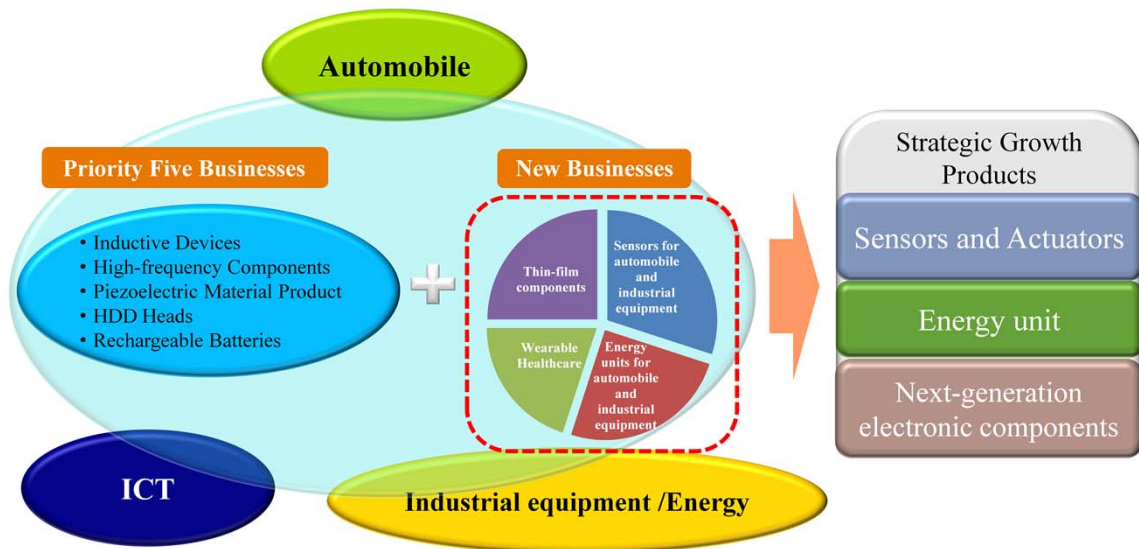 Automobile
Priority Five Businesses
• Inductive Devices
• High-frequency Components
• Piezoelectric Material Product
• HDD Heads
• Rechargeable Batteries
New Businesses
Thin-film
components
Sensors for
automobile
and
industrial
equipment
Wearable
Healthcare
Energy
units for
automobile
and
industrial
equipment
ICT
Industrial equipment /Energy
Strategic Growth
Products
Sensors and Actuators
Energy unit
Next-generation
electronic components